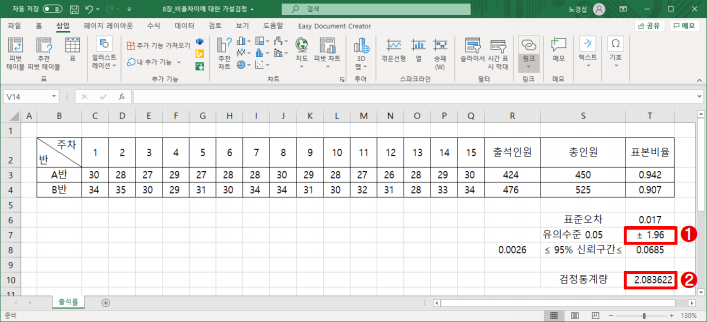 자동 저장 8장_비율차이에 대한 가설검정 검색 노경섭
파일 홈 삽입 페이지 레이아웃 수식 데이터 검토 보기 도움말 Easy Document Creator 공유 메모
피벗 테이블 추천 피벗 테이블 표 일러스트 레이션 추가 기능 가져오기 내 추가 기능 추천 차트 지도 피벗 차트 3D 맵 꺾은선형 열 승패 (W) 슬라이서 시간 표시 막대 링크 메모 텍스트 기호
표 추가 기능 차트 투어 스파크라인 필터 링크 메모
V14 fx
A B C D E F G H I J K L M N O P Q R S T
1
2 주차 반 1 2 3 4 5 6 7 8 9 10 11 12 13 14 15 출석인원 총인원 표본비율
3 A반 30 28 27 29 27 28 28 30 29 28 27 26 28 29 30 424 450 0.942
4 B반 34 35 30 29 31 30 34 34 31 30 32 31 28 33 34 476 525 0.907
5
6 표준오차 0.017
7 유의수준 0.05 ± 1.96 1
8 0.0026 ≤ 95% 신뢰구간≤ 0.0685
9
10 검정통계량 2.083622 2
11
출석률
준비 130%